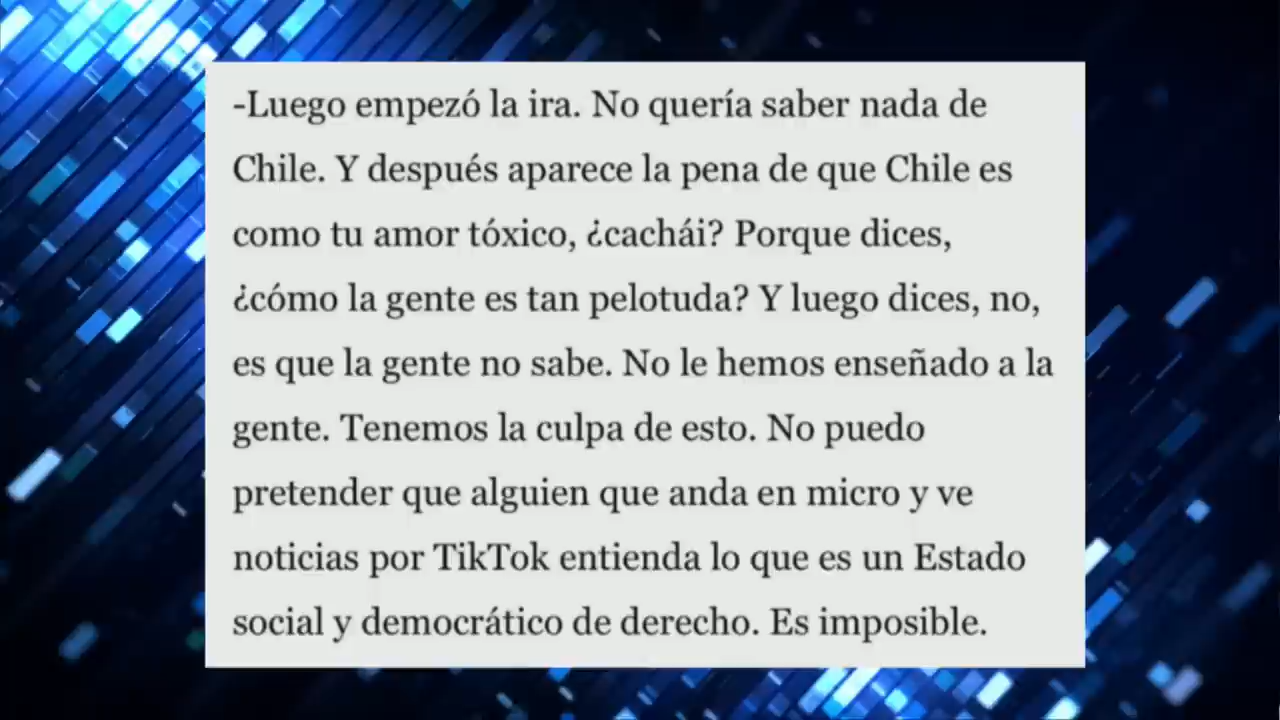 -Luego empezó la ira. No quería saber nada de
Chile. Y después aparece la pena de que Chile es
como tu amor tóxico, ¿cachái? Porque dices,
¿cómo la gente es tan pelotuda? Y luego dices, no,
es que la gente no sabe. No le hemos enseñado a la
gente. Tenemos la culpa de esto. No puedo
pretender que alguien que anda en micro y ve
noticias por TikTok entienda lo que es un Estado
social y democrático de derecho. Es imposible.